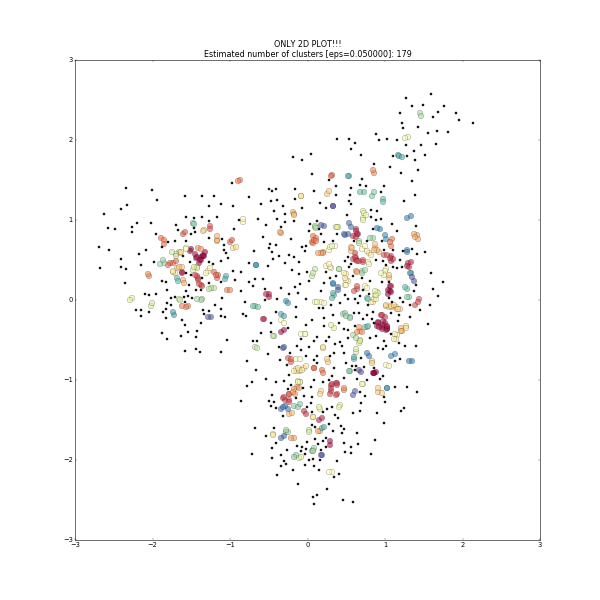 ONLY 2D PLOT!!!
Estimated number of clusters [eps=0.050000]: 179
3
2
1
0
−1
−2
−3
−3 −2 −1 0 1 2 3